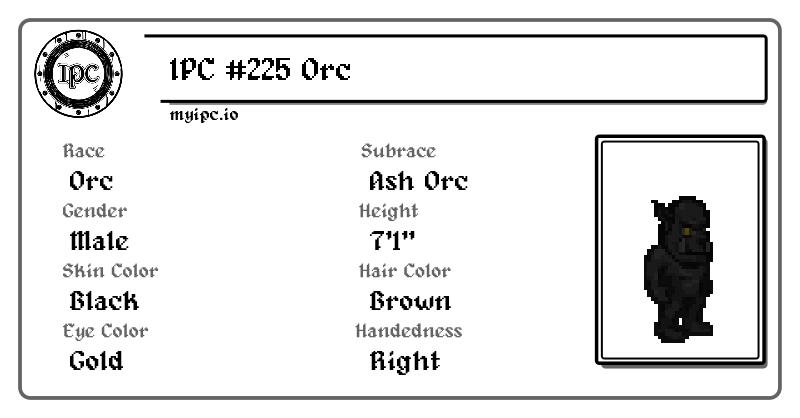 IPC
IPC #225 Orc
myipc.io
Race
Subrace
Orc
Ash Orc
Gender
Height
Male
7'1"
Skin Color
Hair Color
Black
Brown
Eye Color
Handedness
Gold
Right